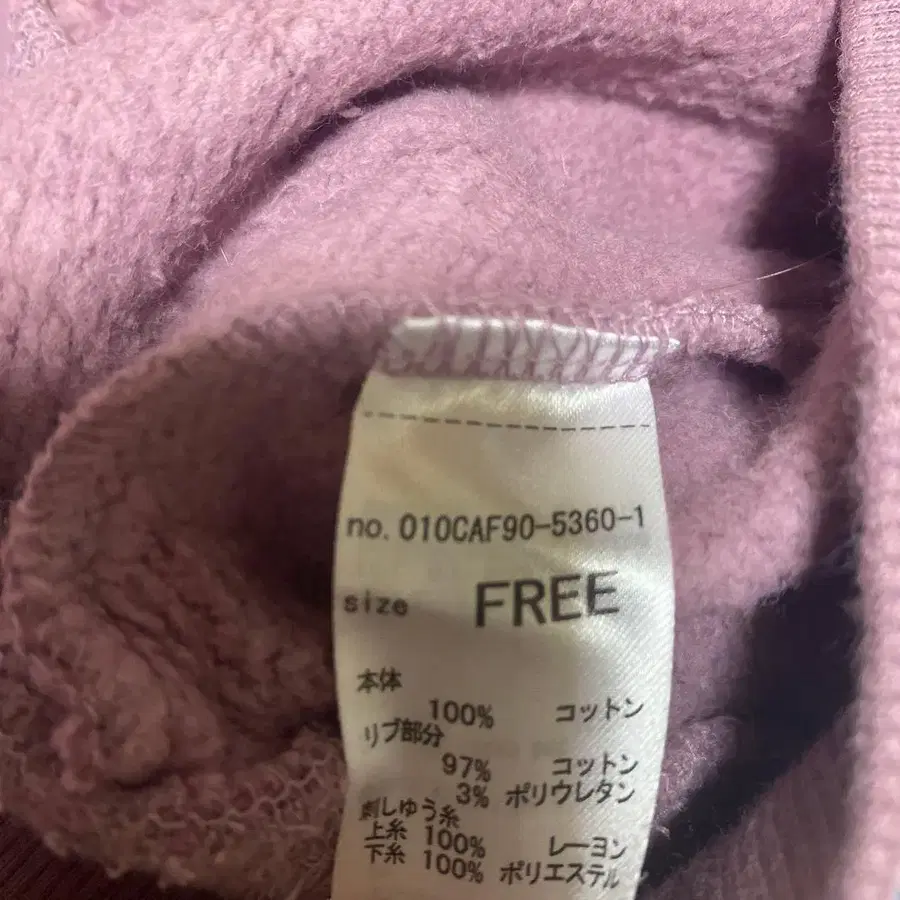 no. 010CAF90-5360-1
size FREE
本体
100% コットン
リブ部分
97% コットン
3% ポリウレタン
刺しゅう糸
上糸 100% レーヨン
下糸 100% ポリエステル